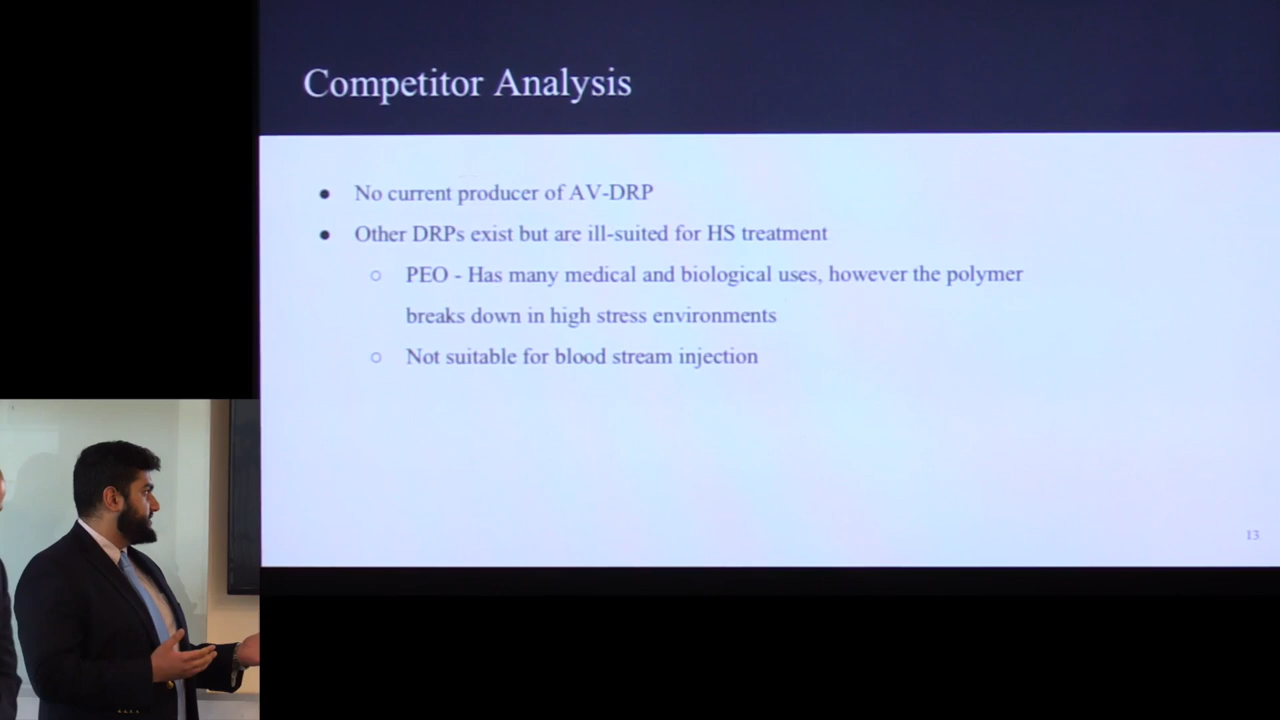 Competitor Analysis
● No current producer of AV-DRP
● Other DRPs exist but are ill-suited for HS treatment
○ PEO - Has many medical and biological uses, however the polymer
breaks down in high stress environments
○ Not suitable for blood stream injection
13